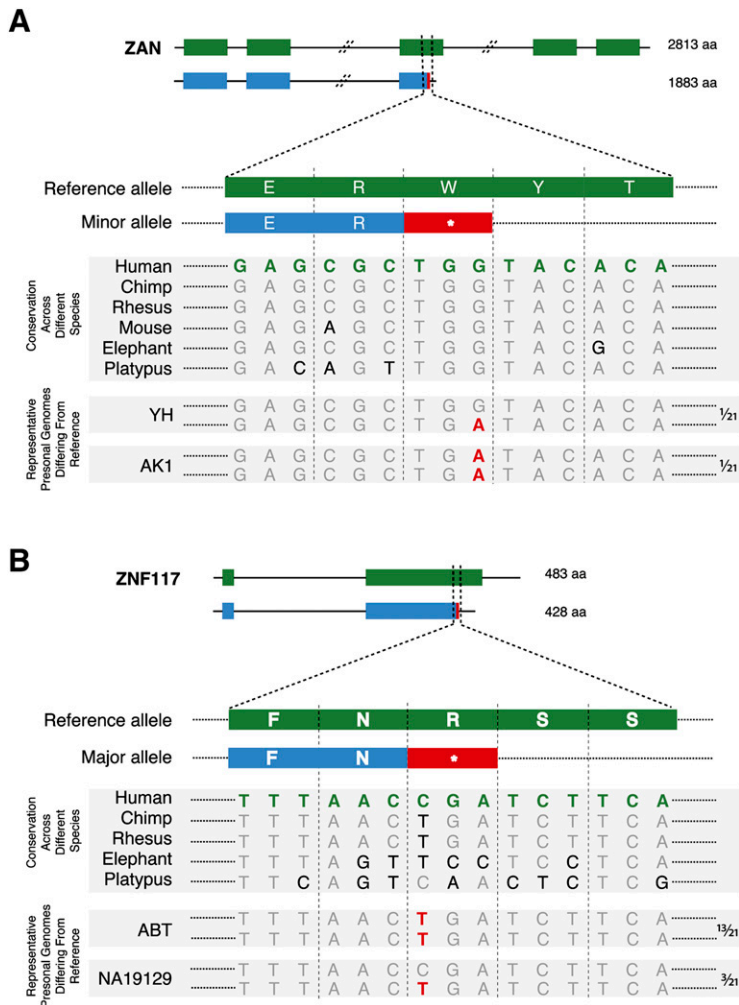 A
ZAN
2813 aa
1883 aa
Reference allele E R W Y T
Minor allele E R *
Conservation Across Different Species
Human G A G C G C T G G T A C A C A
Chimp G A G C G C T G G T A C A C A
Rhesus G A G C G C T G G T A C A C A
Mouse G A G A G C T G G T A C A C A
Elephant G A G C G C T G G T A C G C A
Platypus G A C A G T T G G T A C A C A
Representative Presonal Genomes Differing From Reference
YH G A G C G C T G G T A C A C A 1/21
G A G C G C T G A T A C A C A
AK1 G A G C G C T G A T A C A C A 1/21
G A G C G C T G A T A C A C A
B
ZNF117
483 aa
428 aa
Reference allele F N R S S
Major allele F N *
Conservation Across Different Species
Human T T T A A C C G A T C T T C A
Chimp T T T A A C T G A T C T T C A
Rhesus T T T A A C T G A T C T T C A
Elephant T T T A G T T C C T C C T C A
Platypus T T C A G T C A A C T C T C G
Representative Presonal Genomes Differing From Reference
ABT T T T A A C T G A T C T T C A 13/21
T T T A A C T G A T C T T C A
NA19129 T T T A A C C G A T C T T C A 3/21
T T T A A C T G A T C T T C A